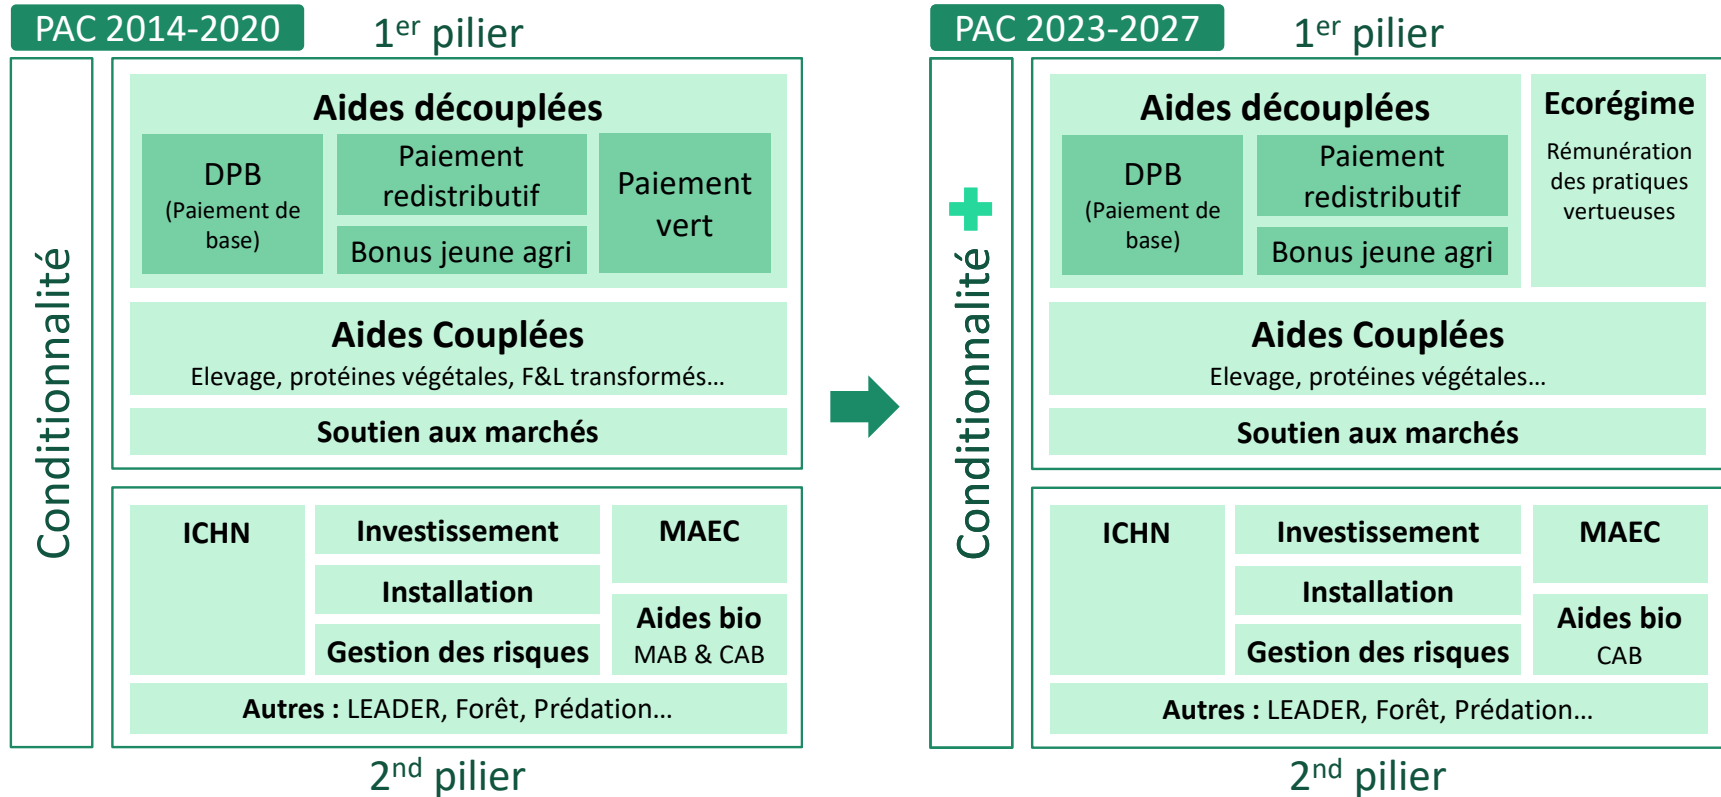 PAC 2014-2020
1er pilier
Conditionnalité
Aides découplées
DPB
(Paiement de
base)
Paiement
redistributif
Bonus jeune agri
Paiement
vert
Aides Couplées
Elevage, protéines végétales, F&L transformés…
Soutien aux marchés
ICHN
Investissement
Installation
Gestion des risques
MAEC
Aides bio
MAB & CAB
Autres : LEADER, Forêt, Prédation…
2nd pilier
PAC 2023-2027
1er pilier
Conditionnalité +
Aides découplées
DPB
(Paiement de
base)
Paiement
redistributif
Bonus jeune agri
Ecorégime
Rémunération
des pratiques
vertueuses
Aides Couplées
Elevage, protéines végétales…
Soutien aux marchés
ICHN
Investissement
Installation
Gestion des risques
MAEC
Aides bio
CAB
Autres : LEADER, Forêt, Prédation…
2nd pilier